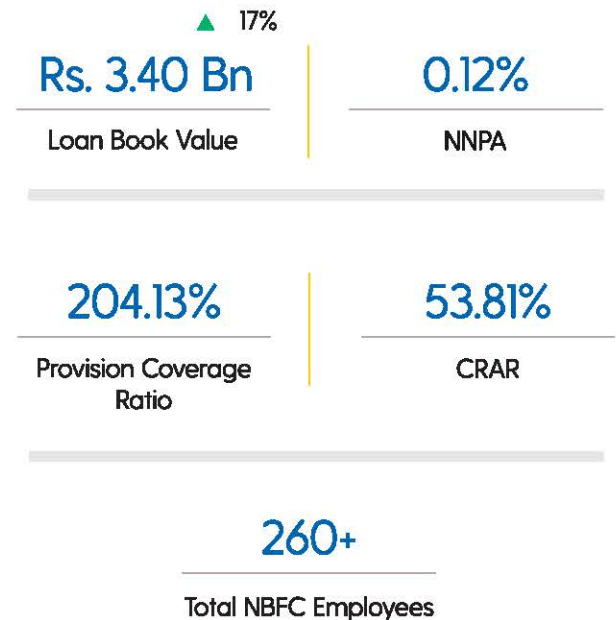 ▲ 17%
Rs. 3.40 Bn
Loan Book Value
0.12%
NNPA
204.13%
Provision Coverage
Ratio
53.81%
CRAR
260+
Total NBFC Employees